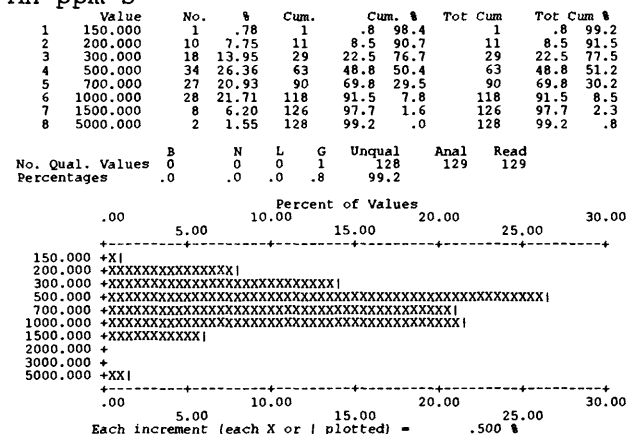 Value No. % Cum. Cum. % Tot Cum Tot Cum %
1 150.000 1 .78 1 .8 98.4 1 .8 99.2
2 200.000 10 7.75 11 8.5 90.7 11 8.5 91.5
3 300.000 18 13.95 29 22.5 76.7 29 22.5 77.5
4 500.000 34 26.36 63 48.8 50.4 63 48.8 51.2
5 700.000 27 20.93 90 69.8 29.5 90 69.8 30.2
6 1000.000 28 21.71 118 91.5 7.8 118 91.5 8.5
7 1500.000 8 6.20 126 97.7 1.6 126 97.7 2.3
8 5000.000 2 1.55 128 99.2 .0 128 99.2 .8
B N L G Unqual Anal Read
No. Qual. Values 0 0 0 1 128 129 129
Percentages .0 .0 .0 .8 99.2
Percent of Values
.00 10.00 20.00 30.00
5.00 15.00 25.00
+---------+---------+---------+---------+---------+---------+
150.000 +X|
200.000 +XXXXXXXXXXXXXXX|
300.000 +XXXXXXXXXXXXXXXXXXXXXXXXXXX|
500.000 +XXXXXXXXXXXXXXXXXXXXXXXXXXXXXXXXXXXXXXXXXXXXXXXXXXXX|
700.000 +XXXXXXXXXXXXXXXXXXXXXXXXXXXXXXXXXXXXXXXXX|
1000.000 +XXXXXXXXXXXXXXXXXXXXXXXXXXXXXXXXXXXXXXXXXX|
1500.000 +XXXXXXXXXXX|
2000.000 +
3000.000 +
5000.000 +XX|
+---------+---------+---------+---------+---------+---------+
.00 10.00 20.00 30.00
5.00 15.00 25.00
Each increment (each X or | plotted) = .500 %